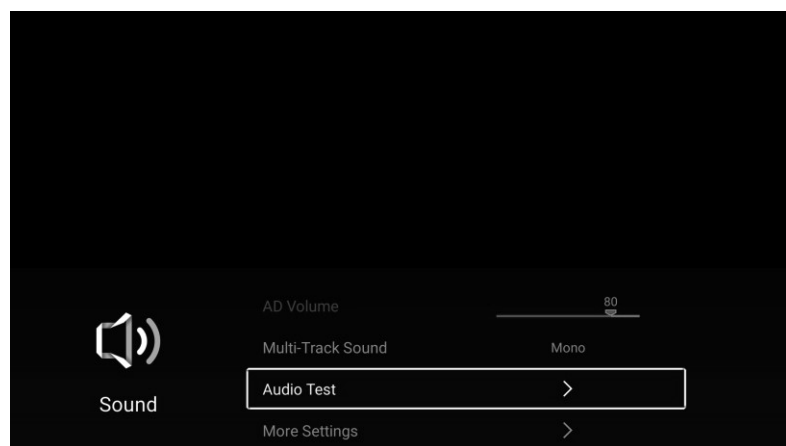 AD Volume
80
Multi-Track Sound
Mono
Audio Test
Sound
More Settings